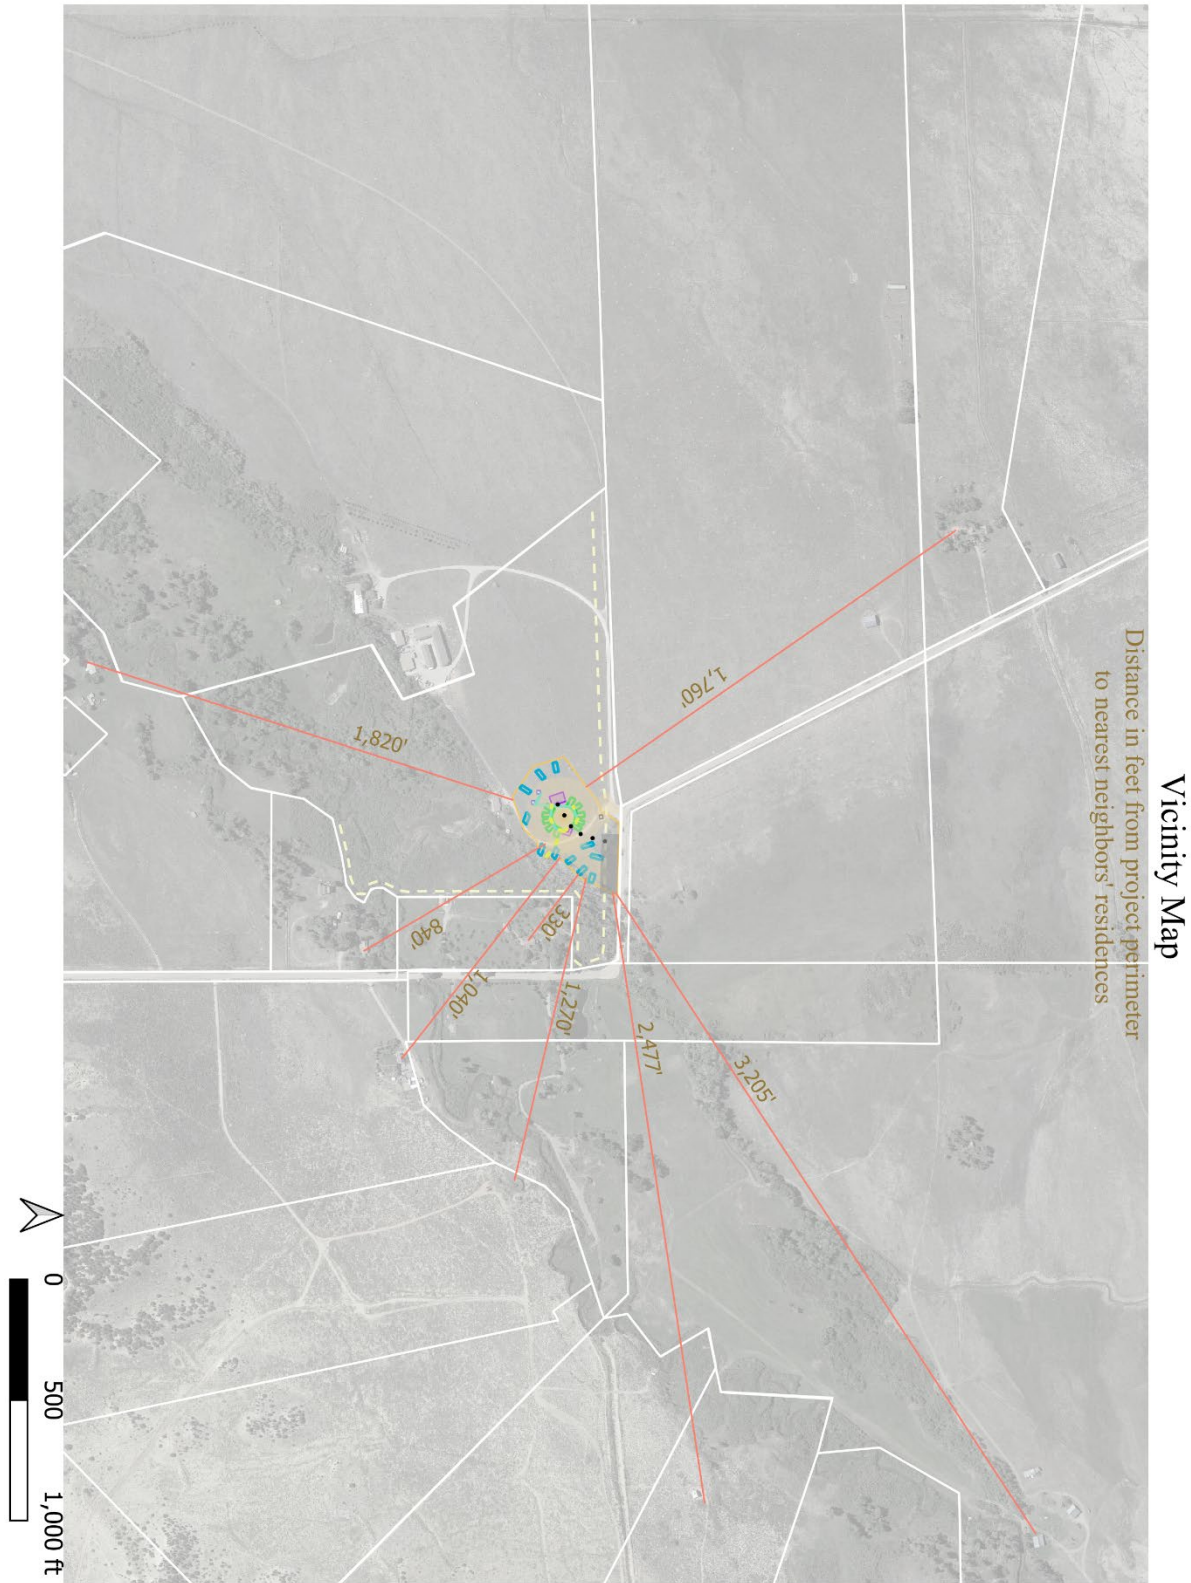 Vicinity Map
Distance in feet from project perimeter
to nearest neighbors' residences
1,760'
1,820'
840'
330'
1,040'
1,270'
2,477'
3,205'
0 500 1,000 ft